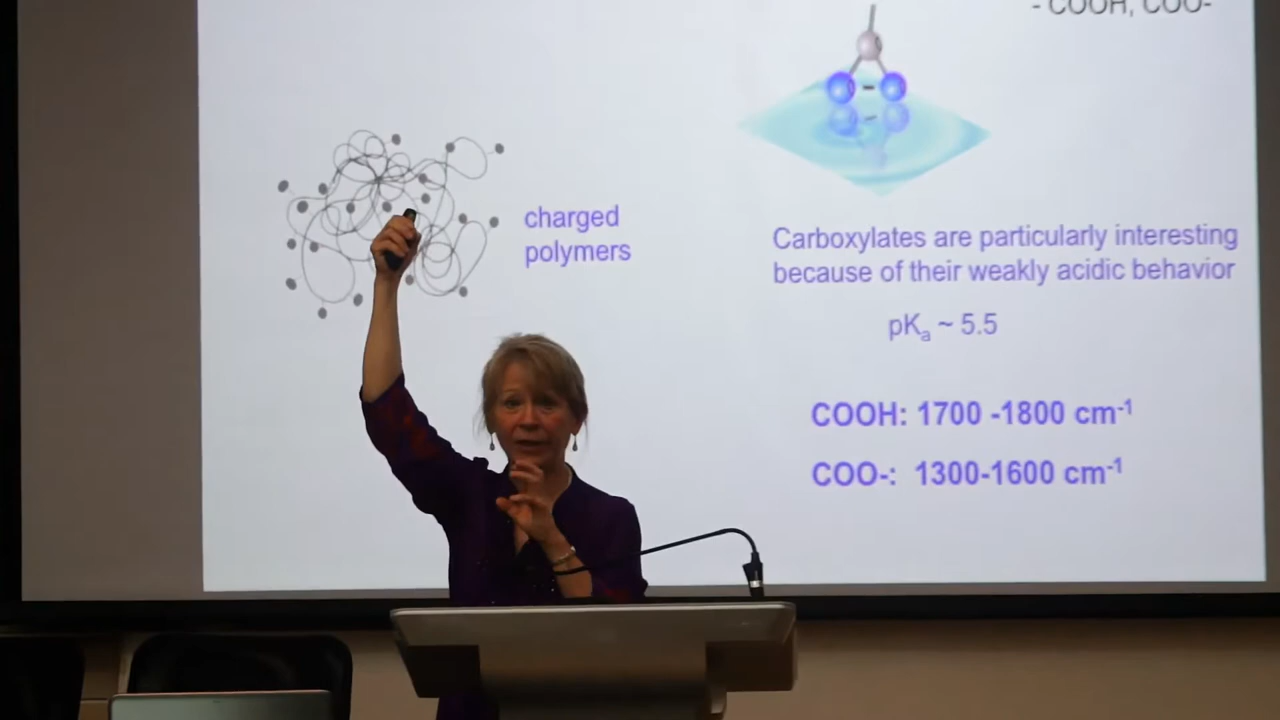 - COOH, COO-
charged
polymers
Carboxylates are particularly interesting
because of their weakly acidic behavior
pKa ~ 5.5
COOH: 1700 -1800 cm-1
COO-: 1300-1600 cm-1